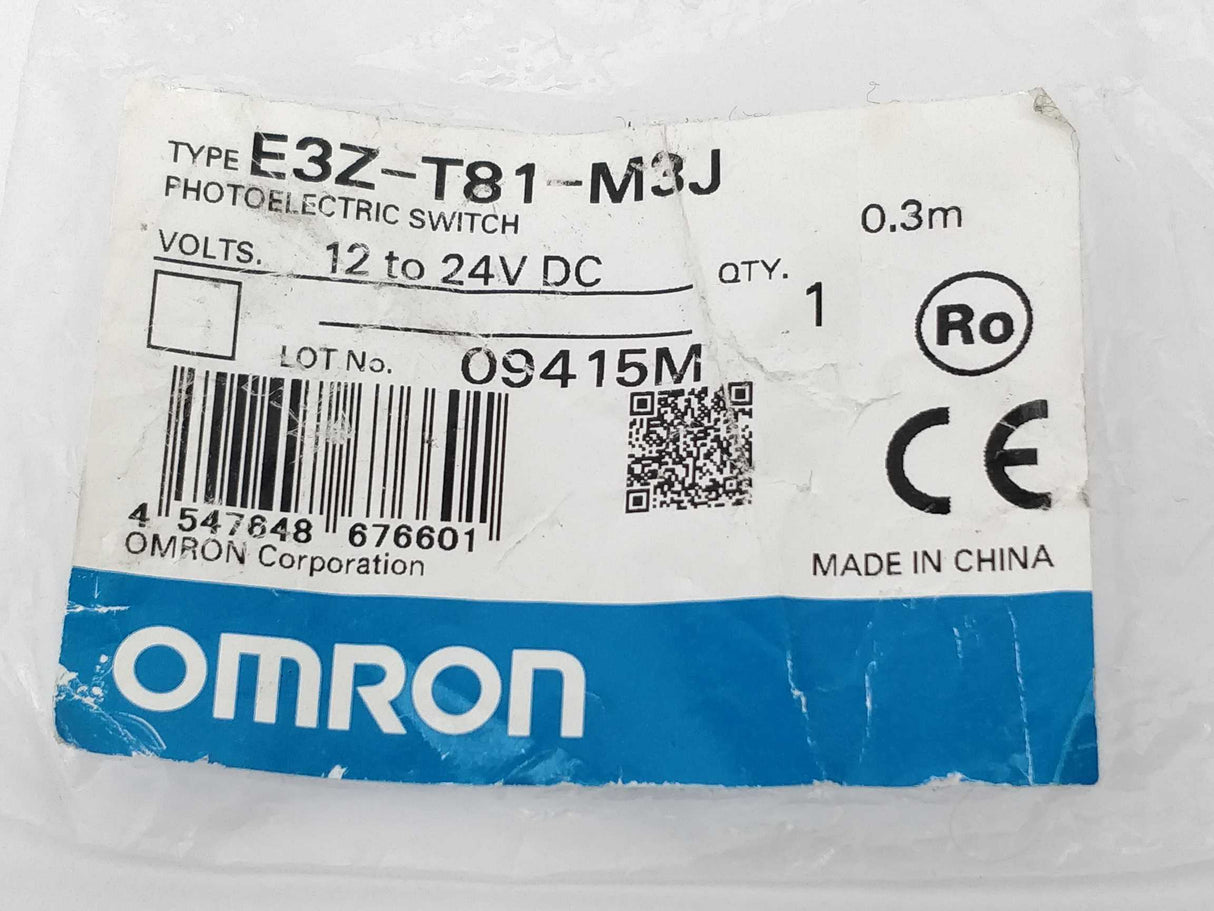 TYPE E3Z-T81-M3J
PHOTOELECTRIC SWITCH
0.3m
VOLTS. 12 to 24V DC
QTY. 1
Ro
LOT No. 09415M
CE
4 547648 676601
OMRON Corporation
MADE IN CHINA
OMRON